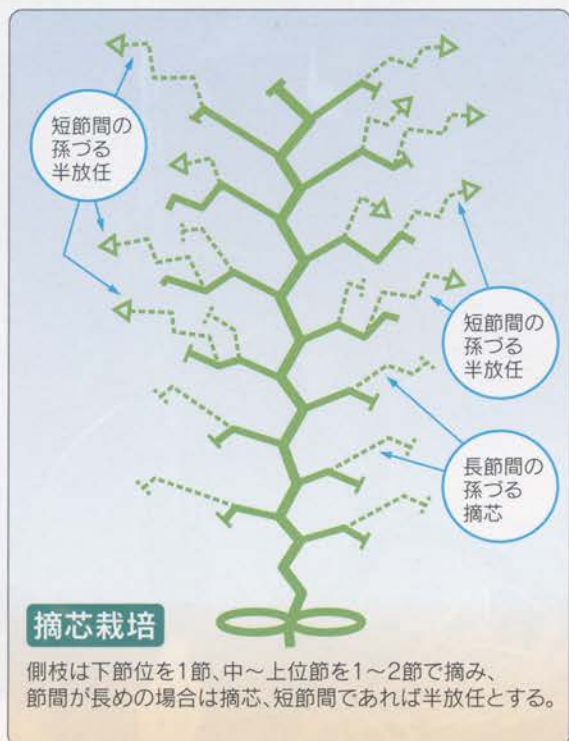 短節間の
孫づる
半放任
短節間の
孫づる
半放任
長節間の
孫づる
摘芯
摘芯栽培
側枝は下節位を1節、中〜上位節を1〜2節で摘み、
節間が長めの場合は摘芯、短節間であれば半放任とする。